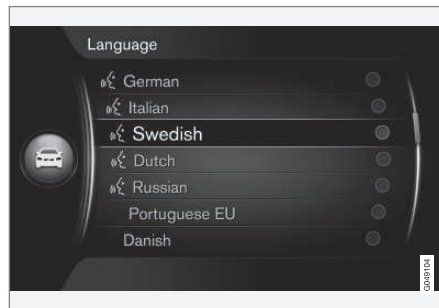 Language
German
Italian
Swedish
Dutch
Russian
Portuguese EU
Danish
G049104